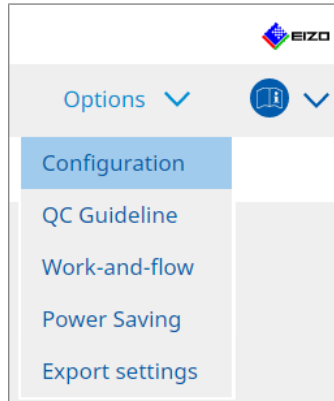 EIZO
Options
Configuration
QC Guideline
Work-and-flow
Power Saving
Export settings